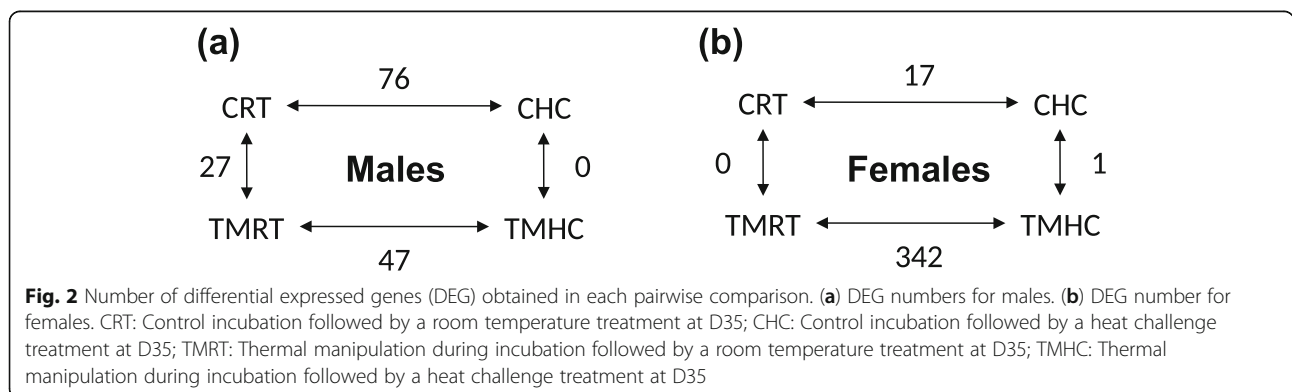 (a)
(b)
76
17
CRT
CHC
CRT
CHC
27
Males
0
0
Females
1
TMRT
TMHC
TMRT
TMHC
47
342
Fig. 2 Number of differential expressed genes (DEG) obtained in each pairwise comparison. (a) DEG numbers for males. (b) DEG number for
females. CRT: Control incubation followed by a room temperature treatment at D35; CHC: Control incubation followed by a heat challenge
treatment at D35; TMRT: Thermal manipulation during incubation followed by a room temperature treatment at D35; TMHC: Thermal
manipulation during incubation followed by a heat challenge treatment at D35